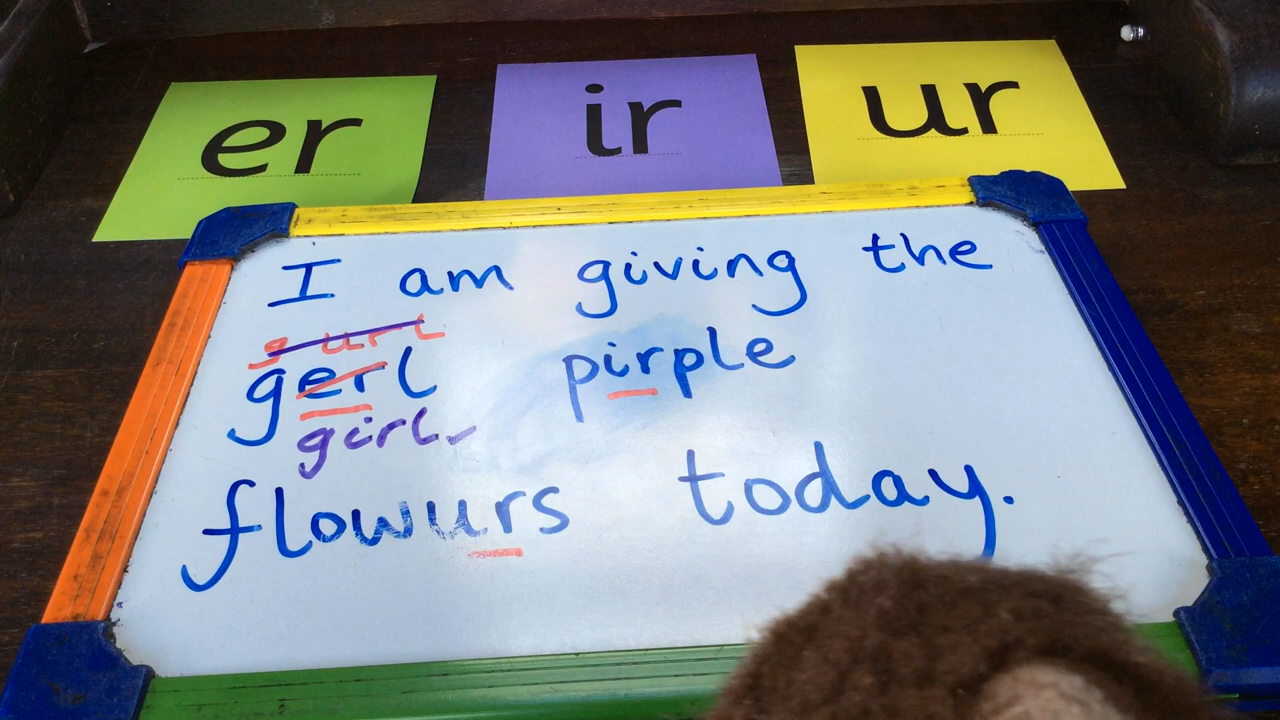 er ir ur
I am giving the
gurl
gerl pirple
girl
flowurs today.